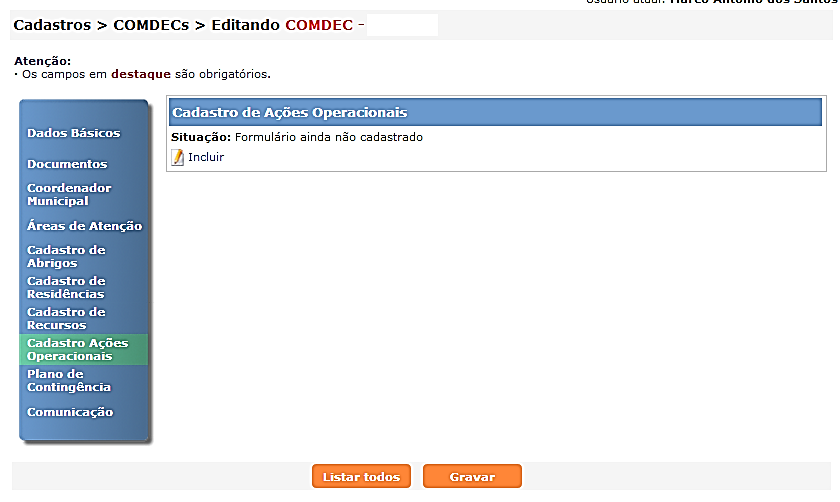 Usuário atual: Marco Antonio dos Santos
Cadastros > COMDECs > Editando COMDEC -
Atenção:
· Os campos em destaque são obrigatórios.
Dados Básicos
Documentos
Coordenador
Municipal
Áreas de Atenção
Cadastro de
Abrigos
Cadastro de
Residências
Cadastro de
Recursos
Cadastro Ações
Operacionais
Plano de
Contingência
Comunicação
Cadastro de Ações Operacionais
Situação: Formulário ainda não cadastrado
Incluir
Listar todos
Gravar